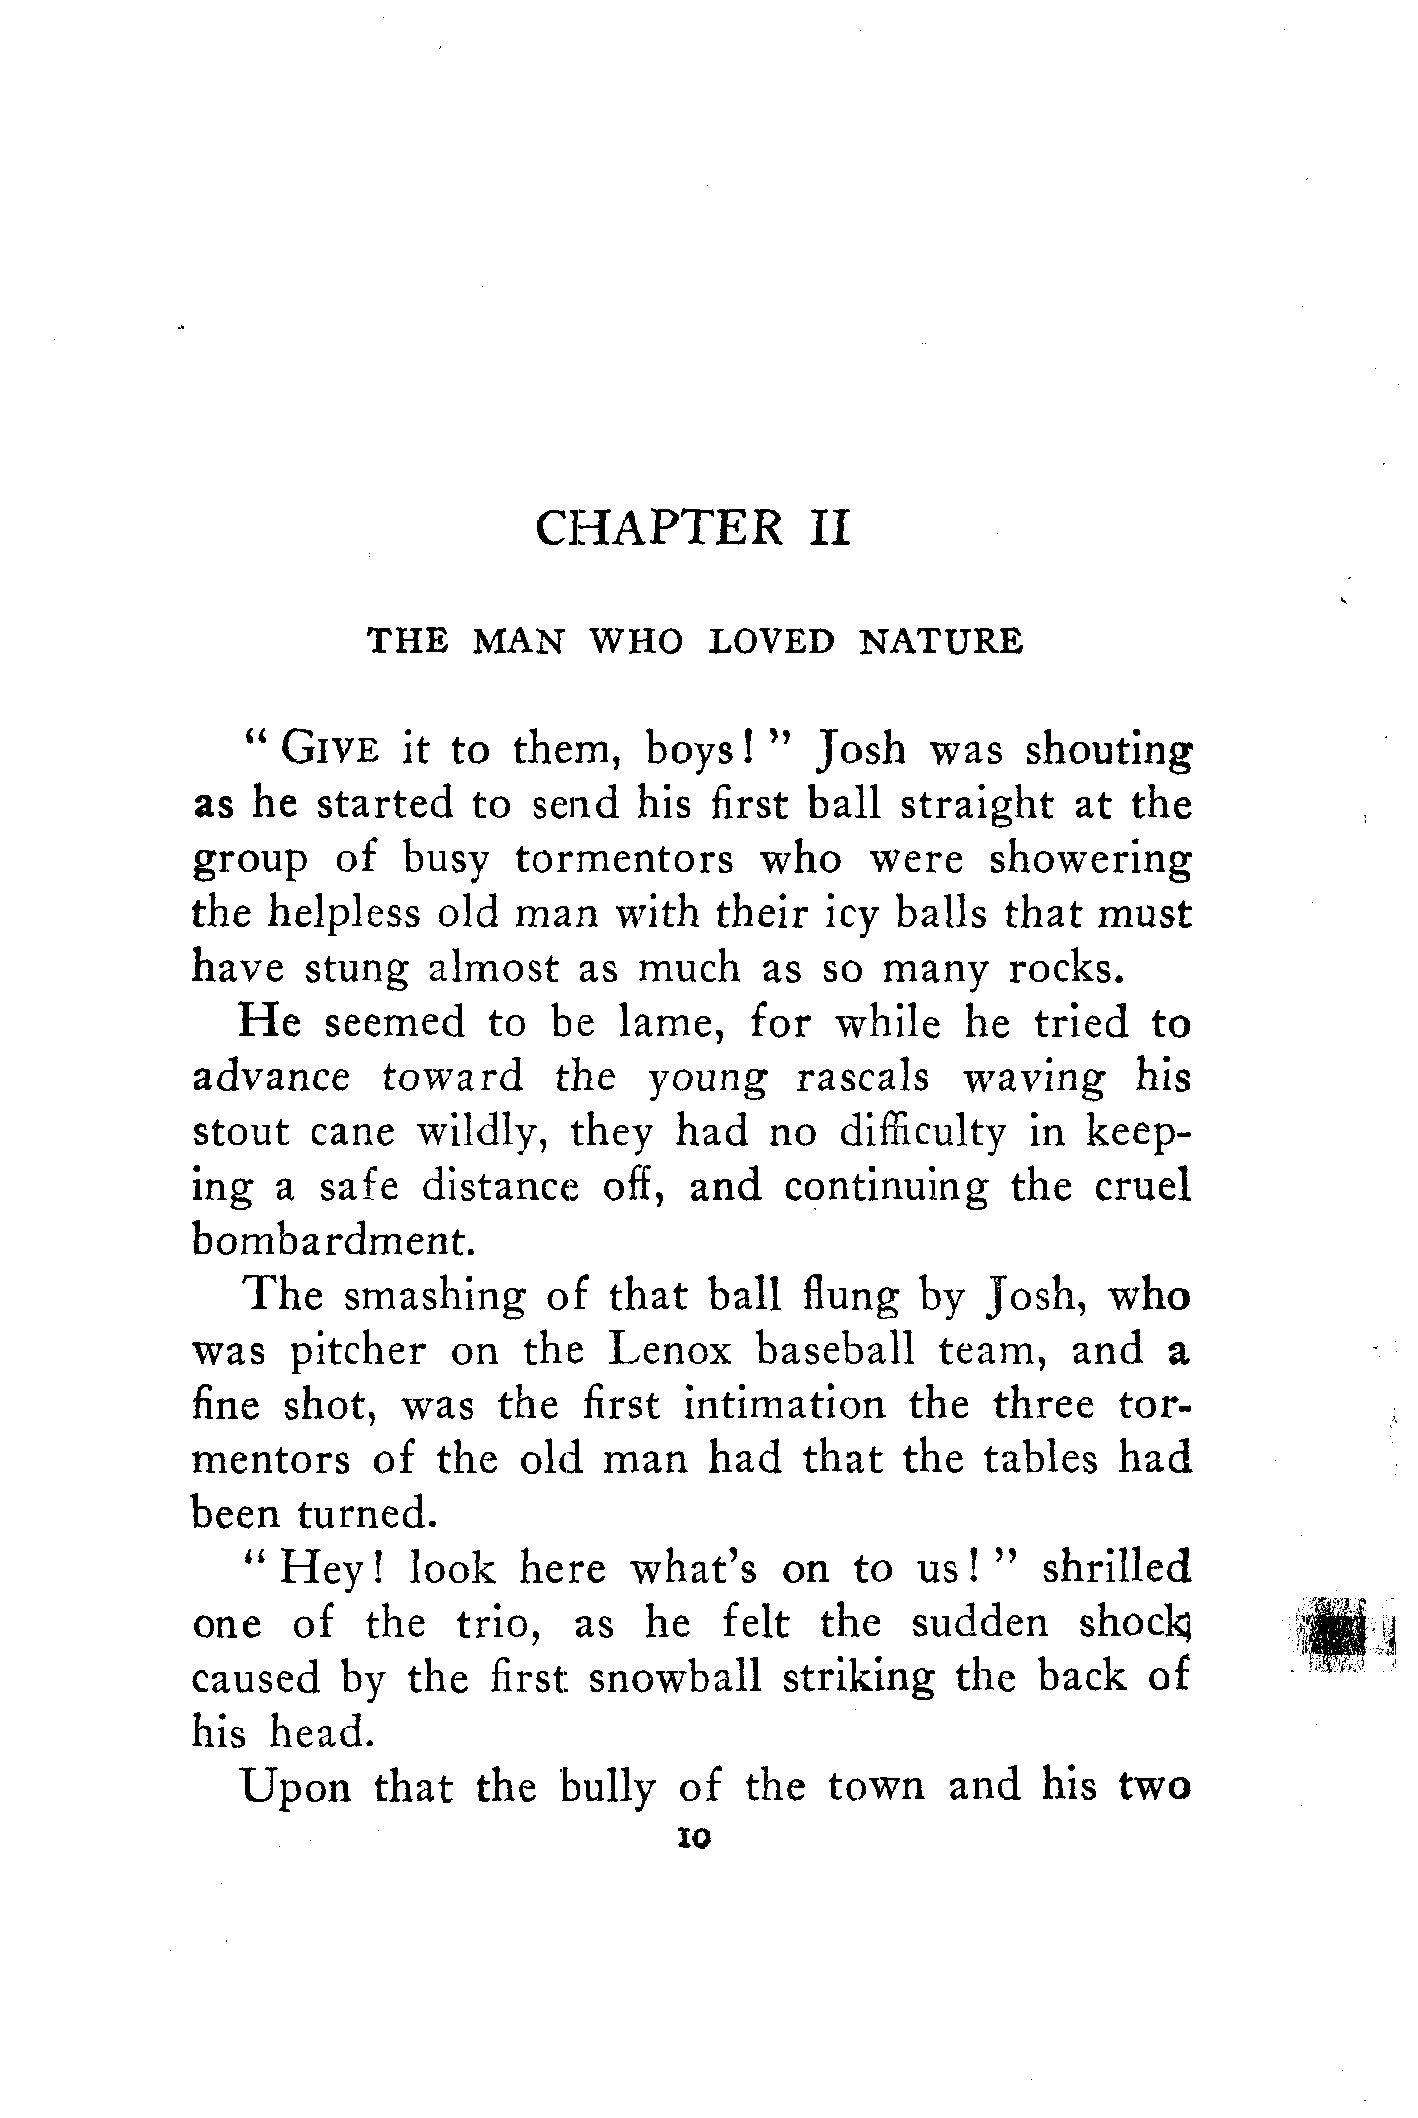 CHAPTER II
THE MAN WHO LOVED NATURE
“ GIVE it to them, boys! ” Josh was shouting
as he started to send his first ball straight at the
group of busy tormentors who were showering
the helpless old man with their icy balls that must
have stung almost as much as so many rocks.
He seemed to be lame, for while he tried to
advance toward the young rascals waving his
stout cane wildly, they had no difficulty in keep-
ing a safe distance off, and continuing the cruel
bombardment.
The smashing of that ball flung by Josh, who
was pitcher on the Lenox baseball team, and a
fine shot, was the first intimation the three tor-
mentors of the old man had that the tables had
been turned.
“ Hey! look here what’s on to us! ” shrilled
one of the trio, as he felt the sudden shock
caused by the first snowball striking the back of
his head.
Upon that the bully of the town and his two
10